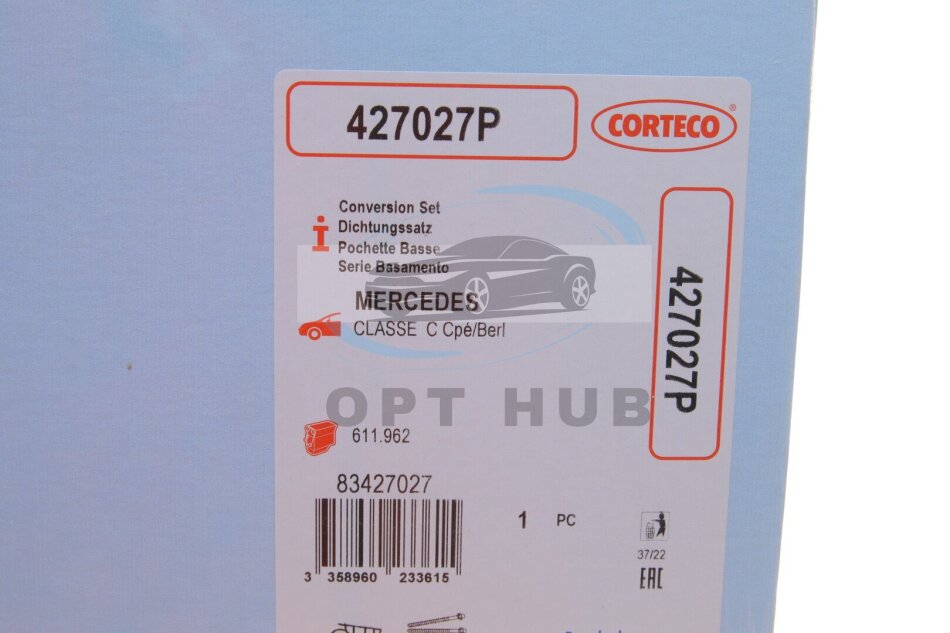 427027P
CORTECO®
Conversion Set
Dichtungssatz
Pochette Basse
Serie Basamento
MERCEDES
CLASSE C Cpé/Berl
427027P
OPT HUB
611.962
83427027
1 PC
3 358960 233615
37/22
EAC